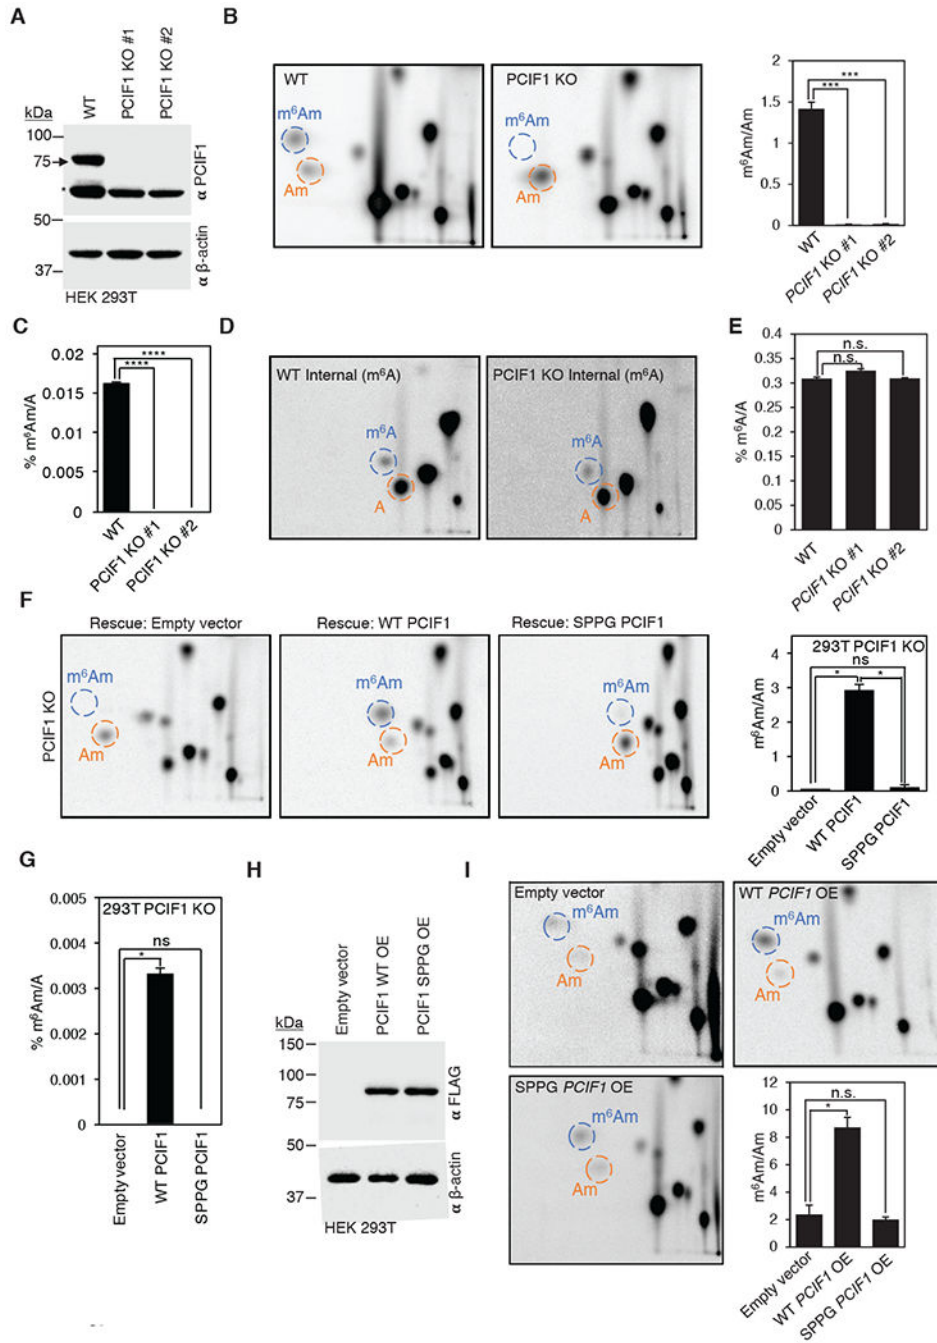 A
kDa
WT
PCIF1 KO #1
PCIF1 KO #2
100
75
*
50
37
α PCIF1
α β-actin
HEK 293T
B
WT
m⁶Am
Am
PCIF1 KO
m⁶Am
Am
m⁶Am/Am
2
1.5
1
0.5
0
***
***
WT
PCIF1 KO #1
PCIF1 KO #2
C
% m⁶Am/A
0.02
0.015
0.01
0.005
0
****
****
WT
PCIF1 KO #1
PCIF1 KO #2
D
WT Internal (m⁶A)
m⁶A
A
PCIF1 KO Internal (m⁶A)
m⁶A
A
E
% m⁶A/A
0.4
0.35
0.3
0.25
0.2
0.15
0.1
0.05
0
n.s.
n.s.
WT
PCIF1 KO #1
PCIF1 KO #2
F
Rescue: Empty vector
Rescue: WT PCIF1
Rescue: SPPG PCIF1
PCIF1 KO
m⁶Am
Am
m⁶Am
Am
m⁶Am
Am
293T PCIF1 KO
ns
*
*
m⁶Am/Am
4
3
2
1
0
Empty vector
WT PCIF1
SPPG PCIF1
G
% m⁶Am/A
0.005
0.004
0.003
0.002
0.001
0
293T PCIF1 KO
ns
*
Empty vector
WT PCIF1
SPPG PCIF1
H
kDa
Empty vector
PCIF1 WT OE
PCIF1 SPPG OE
150
100
75
50
37
α FLAG
α β-actin
HEK 293T
I
Empty vector
m⁶Am
Am
WT PCIF1 OE
m⁶Am
Am
SPPG PCIF1 OE
m⁶Am
Am
m⁶Am/Am
12
10
8
6
4
2
0
n.s.
*
Empty vector
WT PCIF1 OE
SPPG PCIF1 OE